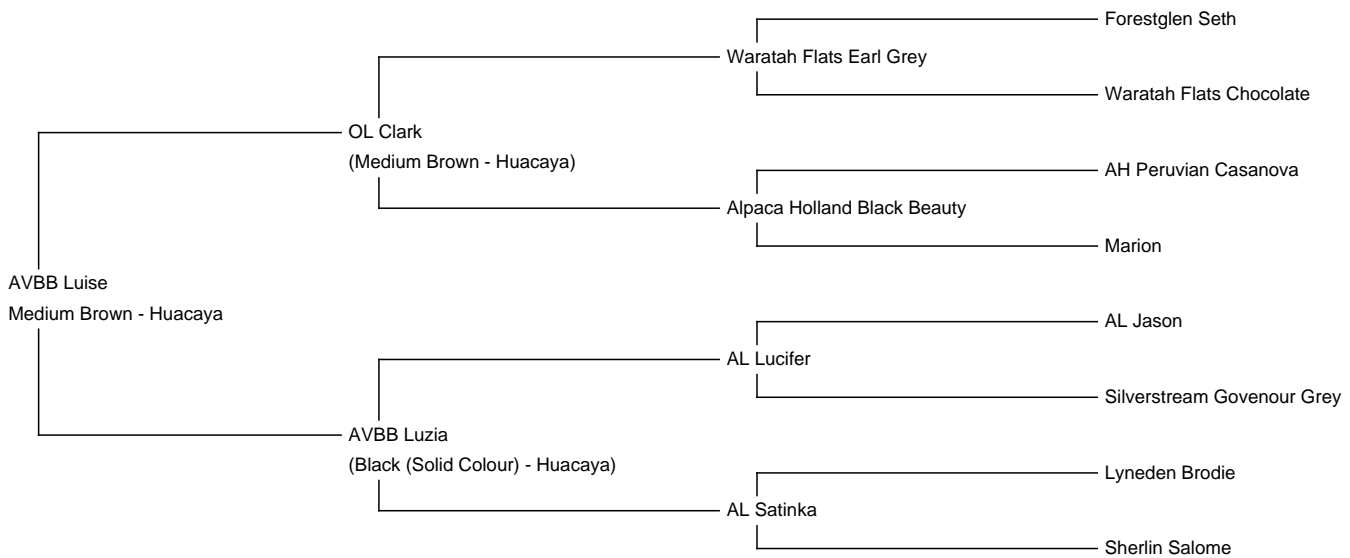 Forestglen Seth
Waratah Flats Earl Grey
Waratah Flats Chocolate
OL Clark
(Medium Brown - Huacaya)
AH Peruvian Casanova
Alpaca Holland Black Beauty
Marion
AVBB Luise
Medium Brown - Huacaya
AL Jason
AL Lucifer
Silverstream Govenour Grey
AVBB Luzia
(Black (Solid Colour) - Huacaya)
Lyneden Brodie
AL Satinka
Sherlin Salome